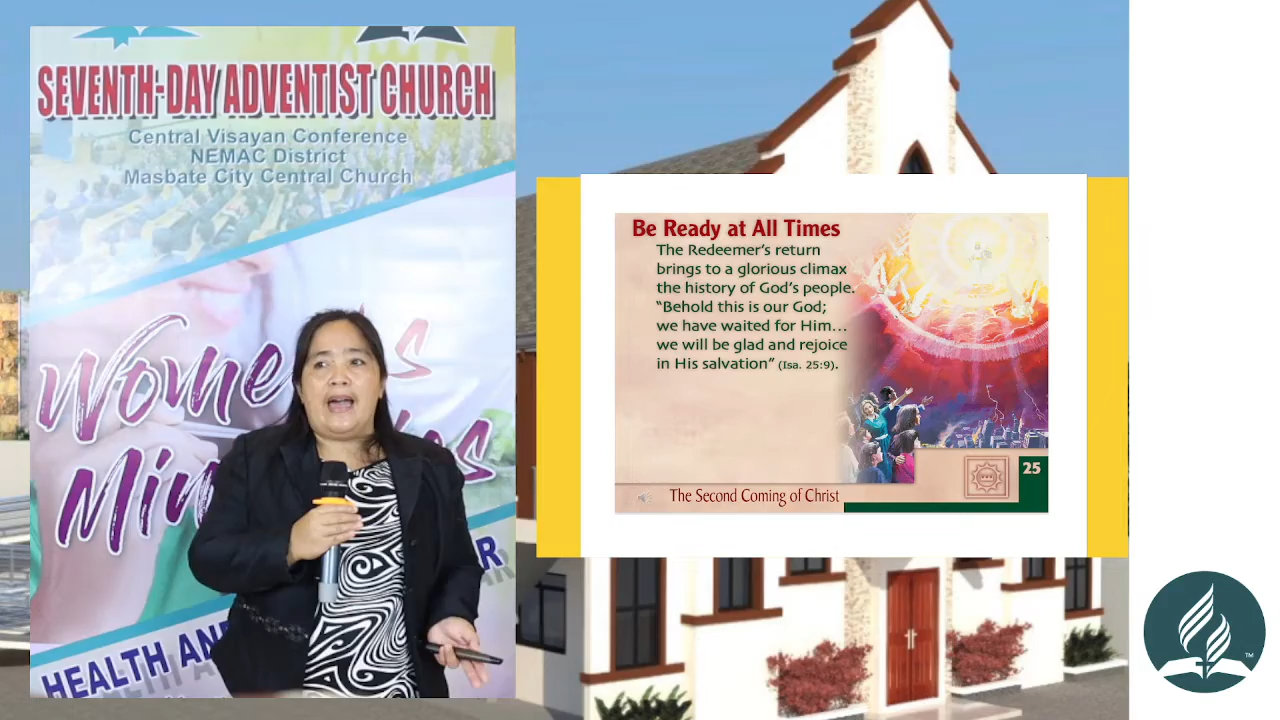 SEVENTH-DAY ADVENTIST CHURCH
Central Visayan Conference
NEMAC District
Masbate City Central Church
HEALTH
Be Ready at All Times
The Redeemer's return
brings to a glorious climax
the history of God's people.
“Behold this is our God;
we have waited for Him…
we will be glad and rejoice
in His salvation” (Isa. 25:9).
25
The Second Coming of Christ
TM